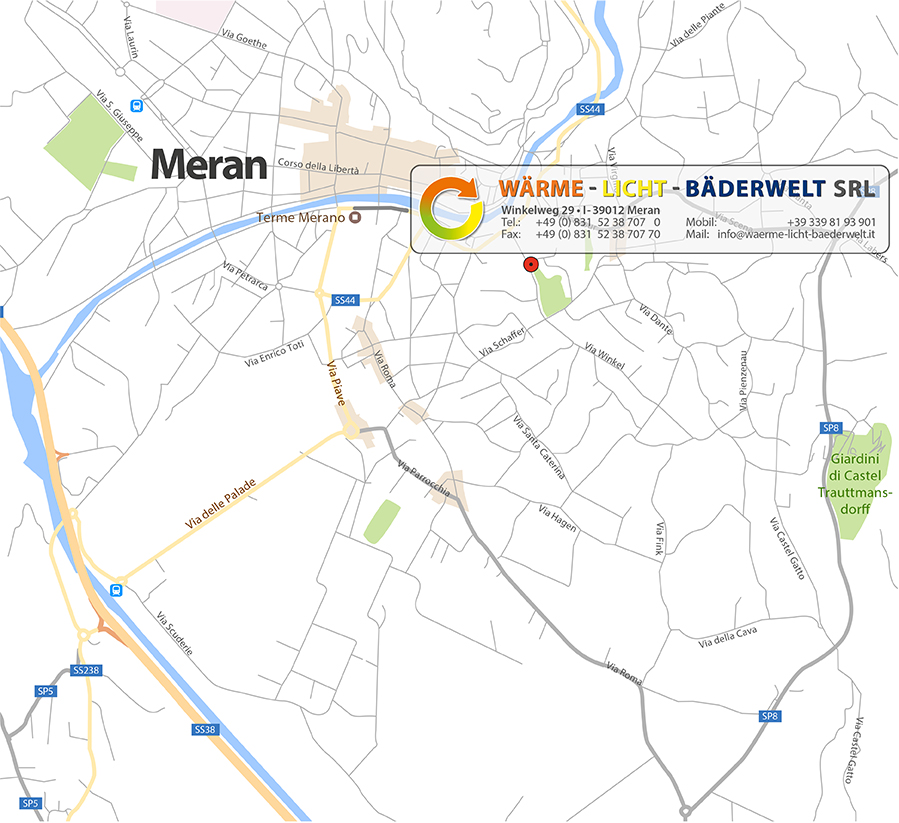 Via Laurin
Via Goethe
Via delle Piante
Via S. Giuseppe
SS44
Meran
Corso della Libertà
WÄRME - LICHT - BÄDERWELT SRL
Winkelweg 29 • I - 39012 Meran
Tel.: +49 (0) 831 52 38 707 0
Mobil: +39 339 81 93 901
Fax: +49 (0) 831 52 38 707 70
Mail: info@waerme-licht-baederwelt.it
Terme Merano
Labers
Via Petrarca
SS44
Via Dante
Via Schaffer
Via Enrico Toti
Via Roma
Via Winkel
Via Piave
Via Pienzenau
SP8
Via Santa Caterina
Giardini
di Castel
Trauttmans-
dorff
Via Parrocchia
Via delle Palade
Via Hagen
Via Fink
Via Castel Gatto
Via Scuderie
Via della Cava
SS238
Via Roma
SP5
SP8
SS38
Via Castel Gatto
SP5